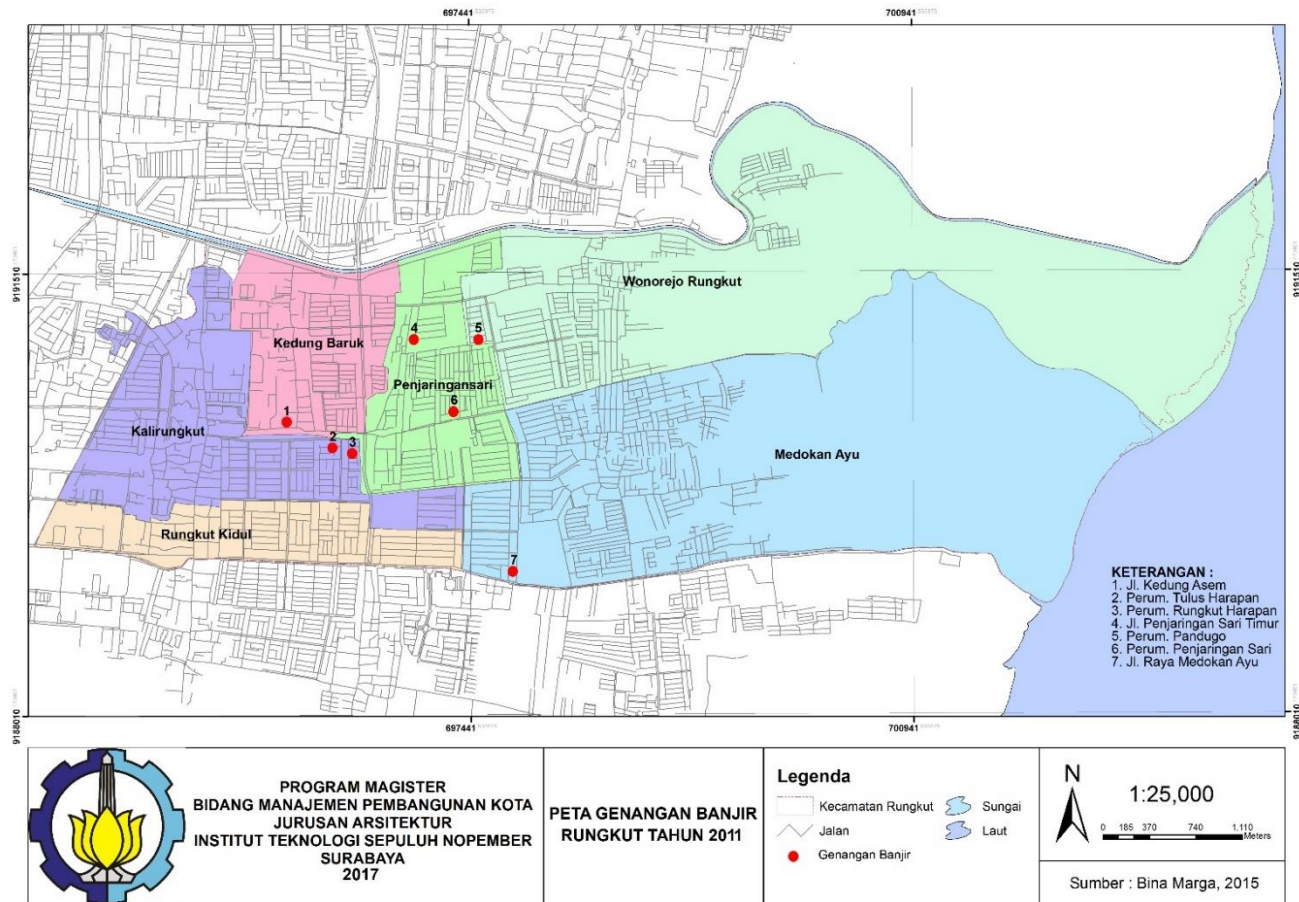 697441
700941
9191510
9191510
Wonorejo Rungkut
Kedung Baruk
4
5
Penjaringansari
6
1
Kalirungkut
2
3
Medokan Ayu
Rungkut Kidul
7
KETERANGAN :
1. Jl. Kedung Asem
2. Perum. Tulus Harapan
3. Perum. Rungkut Harapan
4. Jl. Penjaringan Sari Timur
5. Perum. Pandugo
6. Perum. Penjaringan Sari
7. Jl. Raya Medokan Ayu
9188010
9188010
697441
700941
PROGRAM MAGISTER
BIDANG MANAJEMEN PEMBANGUNAN KOTA
JURUSAN ARSITEKTUR
INSTITUT TEKNOLOGI SEPULUH NOPEMBER
SURABAYA
2017
PETA GENANGAN BANJIR
RUNGKUT TAHUN 2011
Legenda
Kecamatan Rungkut
Sungai
Jalan
Laut
Genangan Banjir
N
1:25,000
0 185 370 740 1,110
Meters
Sumber : Bina Marga, 2015